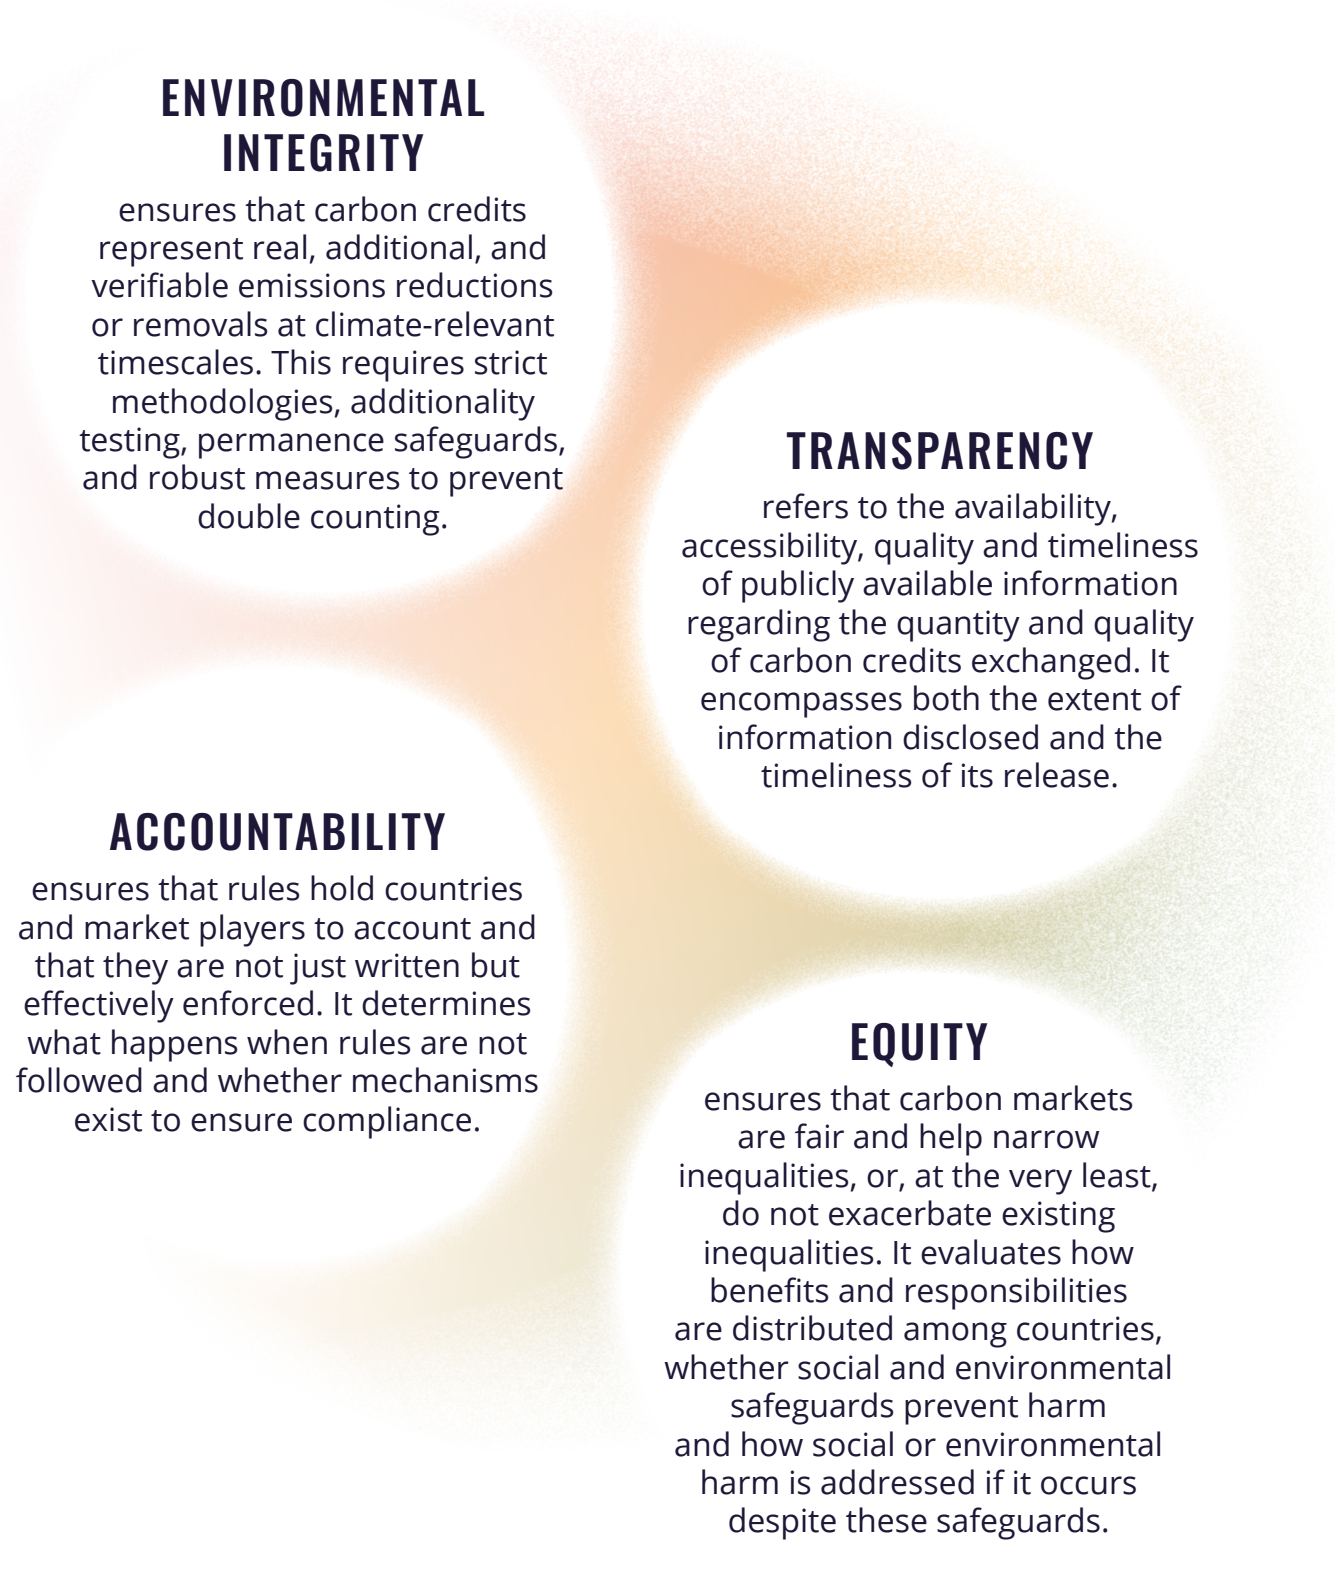 ENVIRONMENTAL
INTEGRITY
ensures that carbon credits
represent real, additional, and
verifiable emissions reductions
or removals at climate-relevant
timescales. This requires strict
methodologies, additionality
testing, permanence safeguards,
and robust measures to prevent
double counting.
TRANSPARENCY
refers to the availability,
accessibility, quality and timeliness
of publicly available information
regarding the quantity and quality
of carbon credits exchanged. It
encompasses both the extent of
information disclosed and the
timeliness of its release.
ACCOUNTABILITY
ensures that rules hold countries
and market players to account and
that they are not just written but
effectively enforced. It determines
what happens when rules are not
followed and whether mechanisms
exist to ensure compliance.
EQUITY
ensures that carbon markets
are fair and help narrow
inequalities, or, at the very least,
do not exacerbate existing
inequalities. It evaluates how
benefits and responsibilities
are distributed among countries,
whether social and environmental
safeguards prevent harm
and how social or environmental
harm is addressed if it occurs
despite these safeguards.